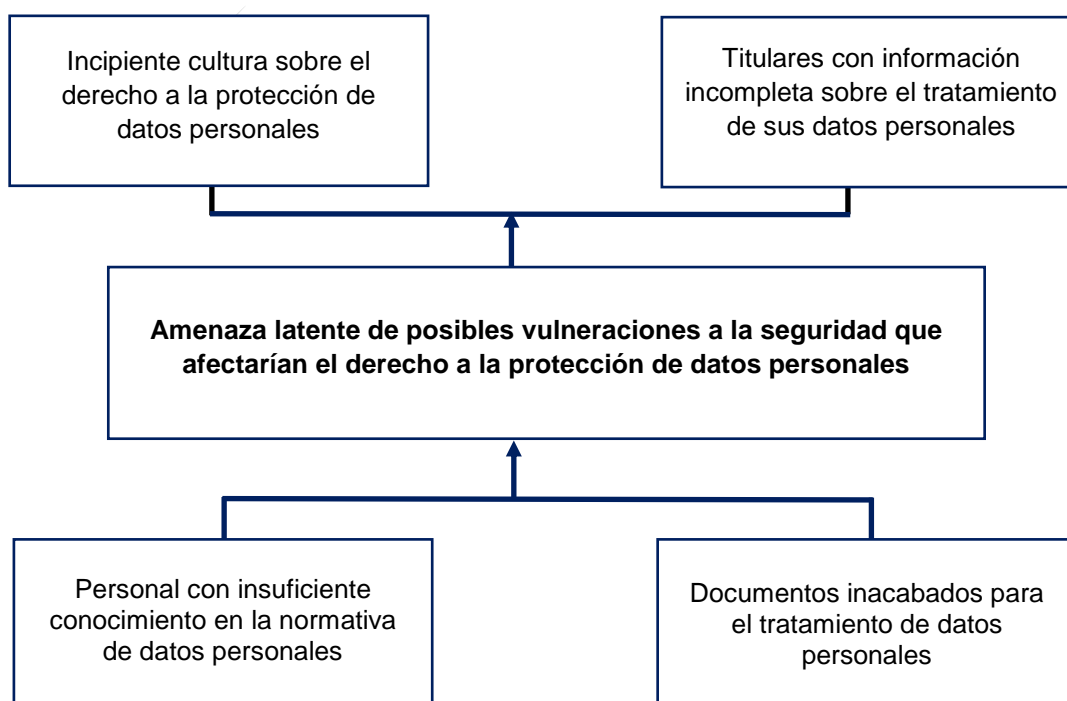 Incipiente cultura sobre el
derecho a la protección de
datos personales
Titulares con información
incompleta sobre el tratamiento
de sus datos personales
Amenaza latente de posibles vulneraciones a la seguridad que
afectarían el derecho a la protección de datos personales
Personal con insuficiente
conocimiento en la normativa
de datos personales
Documentos inacabados para
el tratamiento de datos
personales